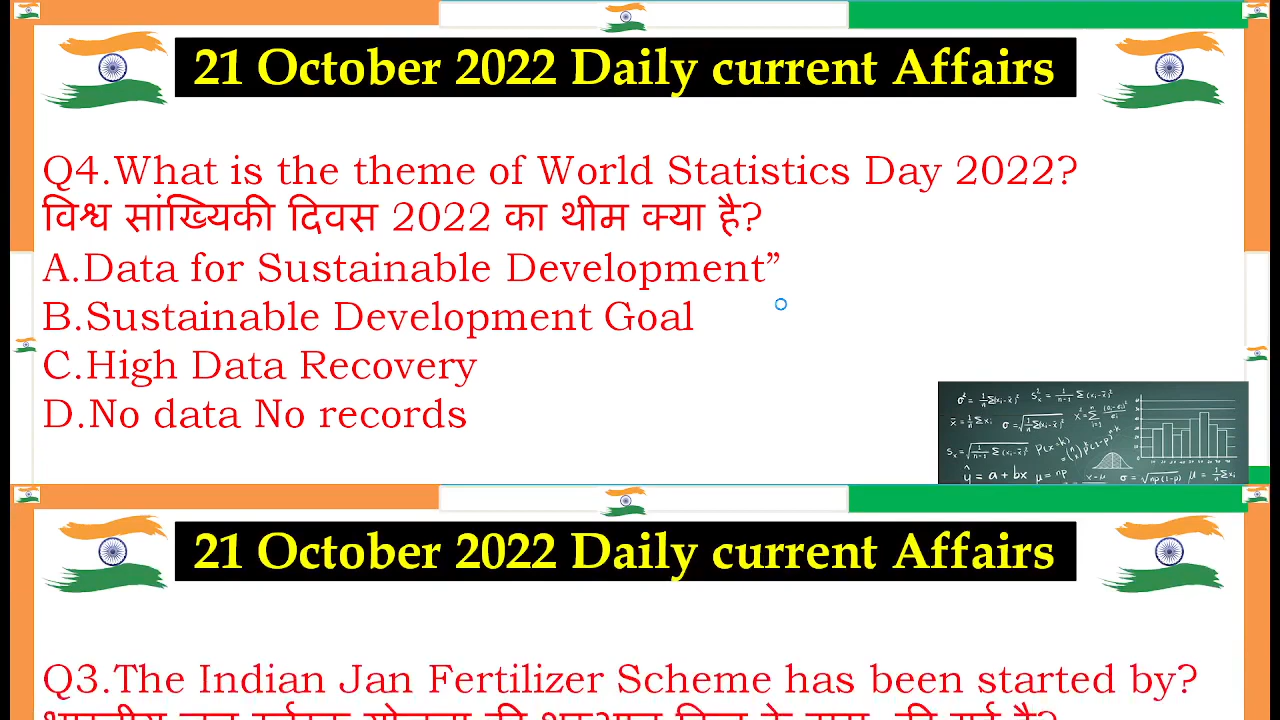 21 October 2022 Daily current Affairs
Q4.What is the theme of World Statistics Day 2022?
विश्व सांख्यिकी दिवस 2022 का थीम क्या है?
A.Data for Sustainable Development”
B.Sustainable Development Goal
C.High Data Recovery
D.No data No records
21 October 2022 Daily current Affairs
Q3.The Indian Jan Fertilizer Scheme has been started by?